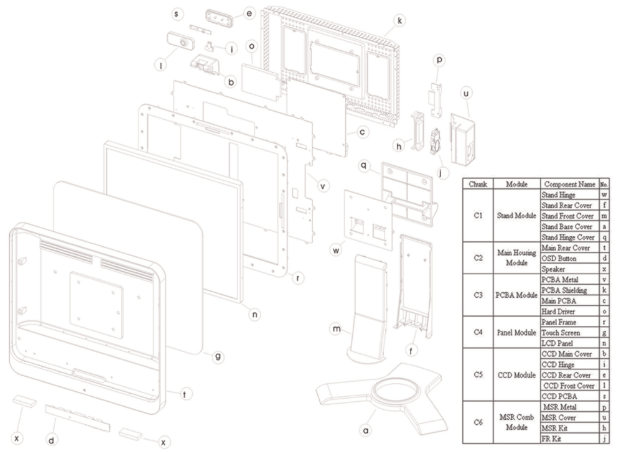 s
e
k
l
i
o
b
p
u
c
h
j
v
q
w
r
n
m
g
f
t
a
x
d
x
Chunk Module Component Name No.
C1 Stand Module Stand Hinge w
Stand Rear Cover f
Stand Front Cover m
Stand Base Cover a
Stand Hinge Cover q
C2 Main Housing Module Main Rear Cover t
OSD Button d
Speaker x
C3 PCBA Module PCBA Metal v
PCBA Shielding k
Main PCBA c
Hard Driver o
C4 Panel Module Panel Frame r
Touch Screen g
LCD Panel n
C5 CCD Module CCD Main Cover b
CCD Hinge i
CCD Rear Cover e
CCD Front Cover l
CCD PCBA s
C6 MSR Comb Module MSR Metal p
MSR Cover u
MSR Kit h
FR Kit j